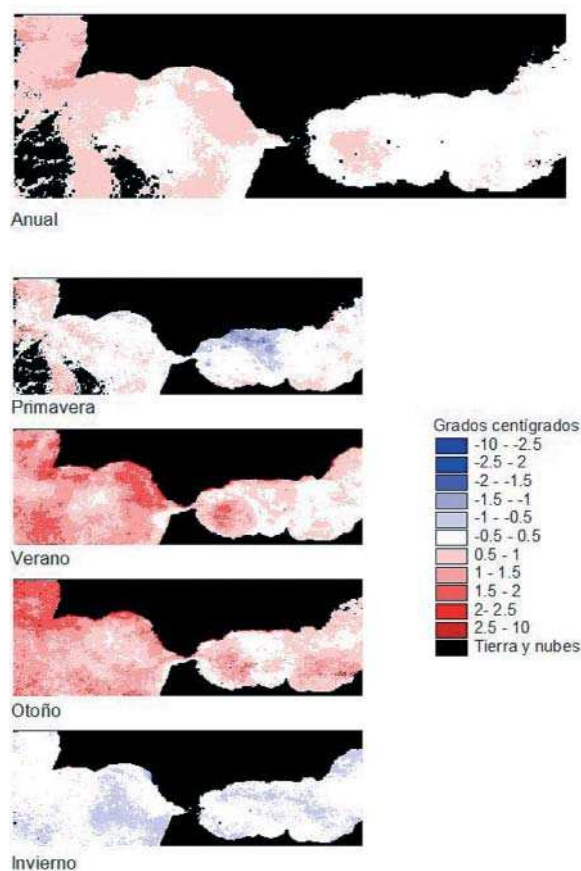 Anual
Primavera
Verano
Otoño
Invierno
Grados centígrados
-10 - -2.5
-2.5 - 2
-2 - -1.5
-1.5 - -1
-1 - -0.5
-0.5 - 0.5
0.5 - 1
1 - 1.5
1.5 - 2
2- 2.5
2.5 - 10
Tierra y nubes